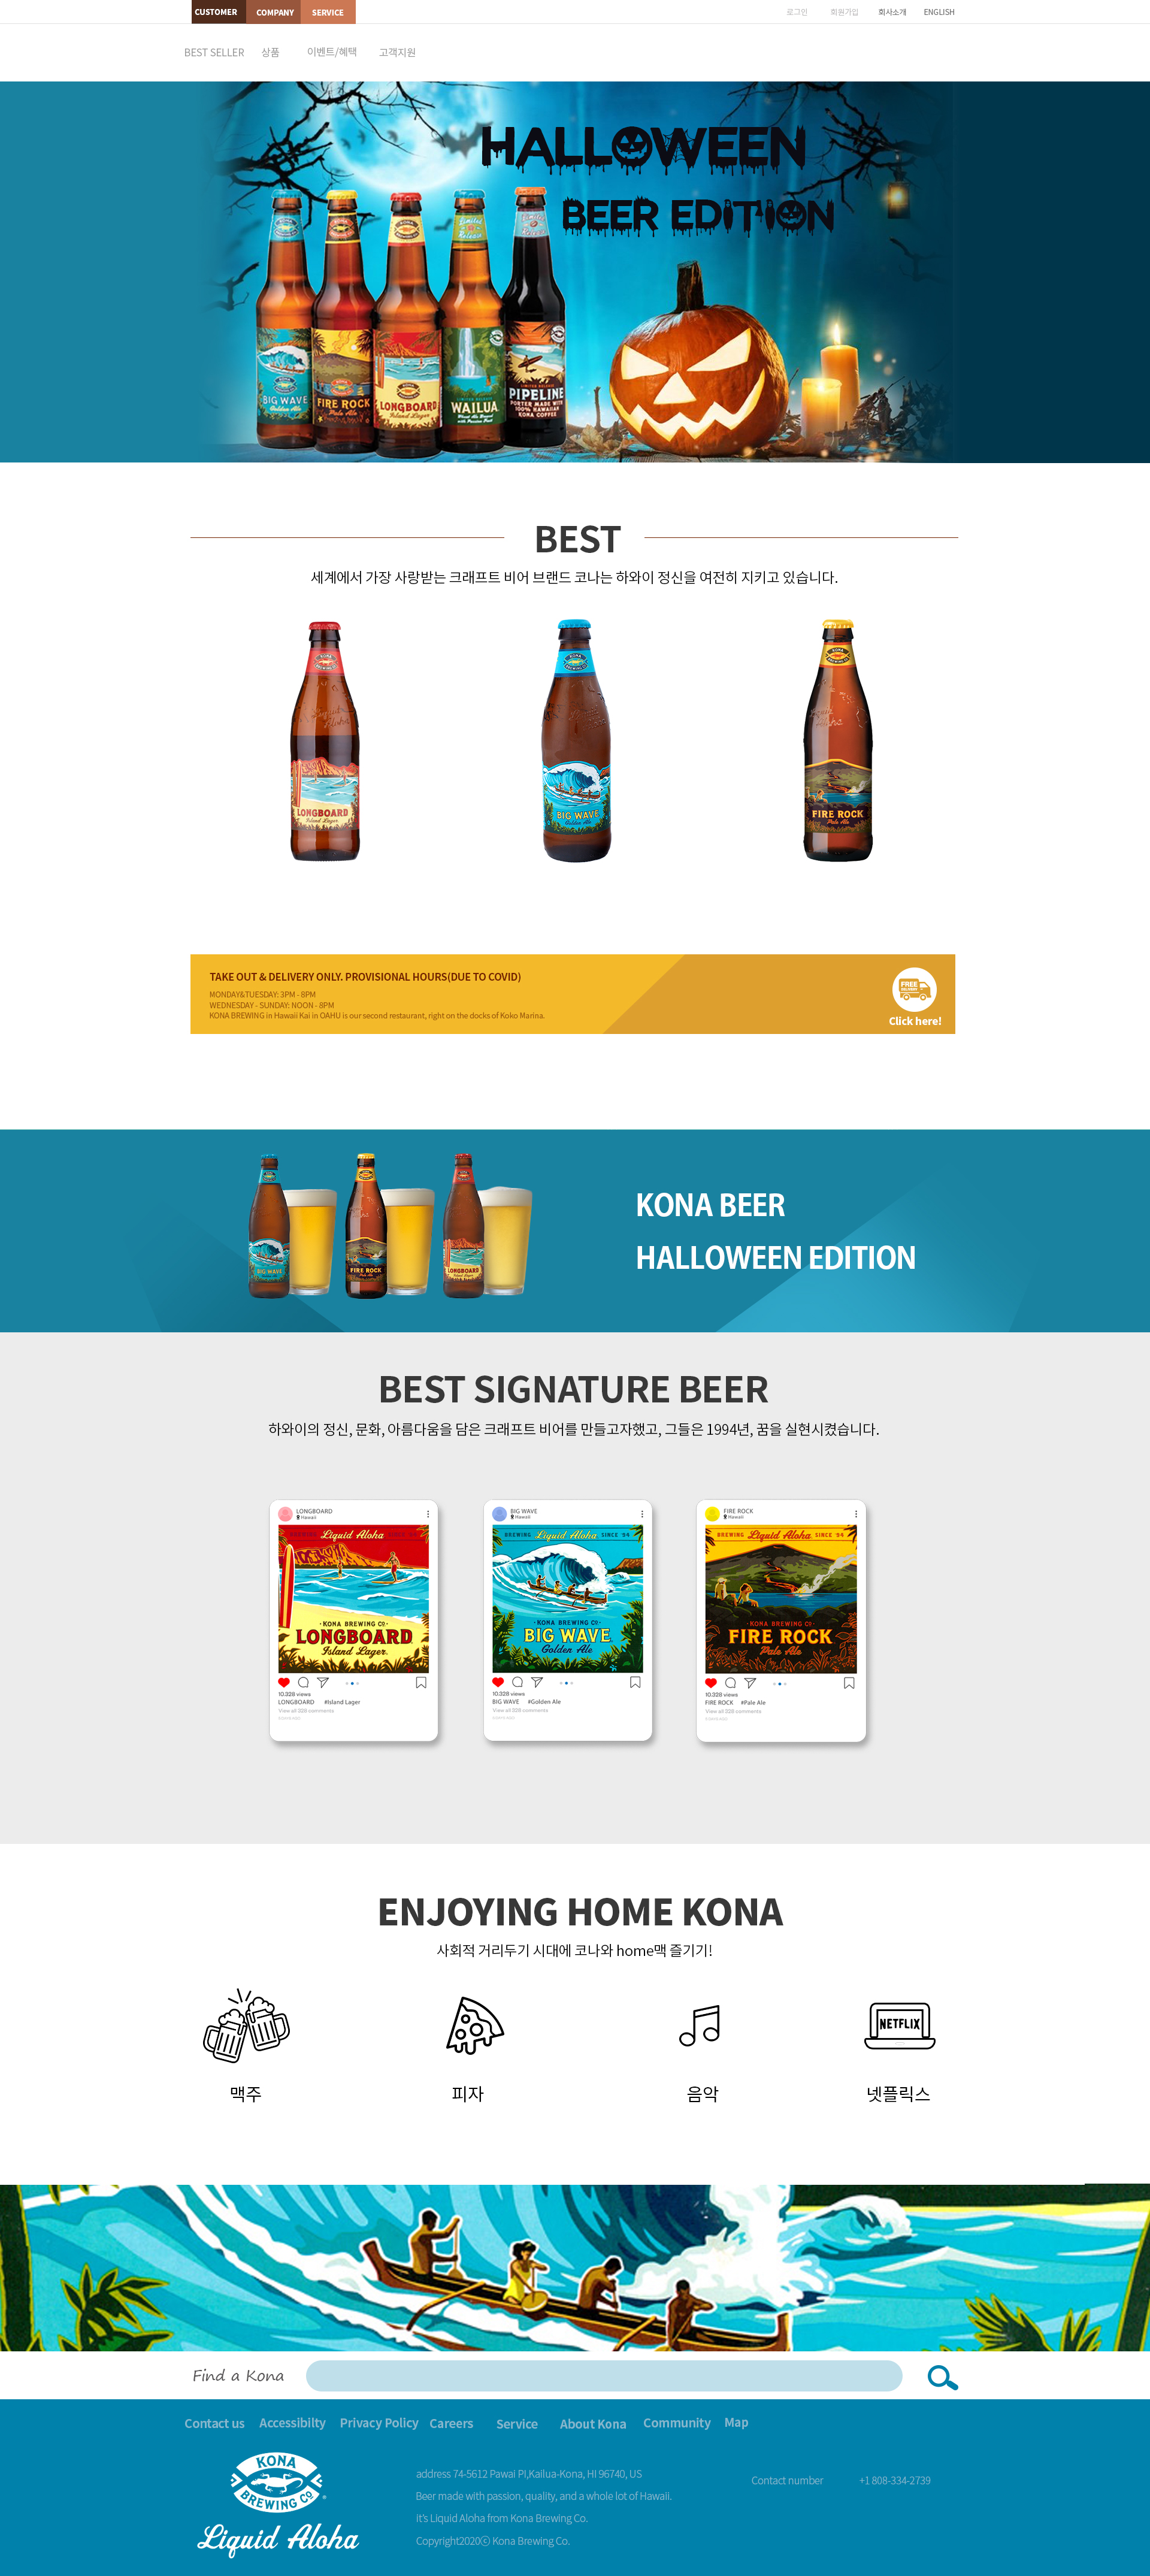 CUSTOMER COMPANY SERVICE 로그인 회원가입 회사소개 ENGLISH
BEST SELLER 상품 이벤트/혜택 고객지원
HALLOWEEN
BEER EDITION
BIG WAVE
Golden Ale
FIRE ROCK
Pale Ale
LONGBOARD
Island Lager
WAILUA
LIMITED RELEASE
PIPELINE
PORTER MADE WITH
100% HAWAIIAN
KONA COFFEE
BEST
세계에서 가장 사랑받는 크래프트 비어 브랜드 코나는 하와이 정신을 여전히 지키고 있습니다.
LONGBOARD
Island Lager
BIG WAVE
Golden Ale
FIRE ROCK
Pale Ale
TAKE OUT & DELIVERY ONLY. PROVISIONAL HOURS(DUE TO COVID)
MONDAY&TUESDAY: 3PM - 8PM
WEDNESDAY - SUNDAY: NOON - 8PM
KONA BREWING in Hawaii Kai in OAHU is our second restaurant, right on the docks of Koko Marina.
FREE
DELIVERY
Click here!
BIG WAVE
FIRE ROCK
LONGBOARD
KONA BEER
HALLOWEEN EDITION
BEST SIGNATURE BEER
하와이의 정신, 문화, 아름다움을 담은 크래프트 비어를 만들고자했고, 그들은 1994년, 꿈을 실현시켰습니다.
LONGBOARD
Hawaii
BREWING Liquid Aloha SINCE '94
KONA BREWING Co.
LONGBOARD
Island Lager
10.328 views
LONGBOARD #Island Lager
View all 328 comments
BIG WAVE
Hawaii
BREWING Liquid Aloha SINCE '94
KONA BREWING Co.
BIG WAVE
Golden Ale
10.328 views
BIG WAVE #Golden Ale
View all 328 comments
FIRE ROCK
Hawaii
BREWING Liquid Aloha SINCE '94
KONA BREWING Co.
FIRE ROCK
Pale Ale
10.328 views
FIRE ROCK #Pale Ale
View all 328 comments
ENJOYING HOME KONA
사회적 거리두기 시대에 코나와 home맥 즐기기!
NETFLIX
맥주 피자 음악 넷플릭스
Find a Kona
Contact us Accessibilty Privacy Policy Careers Service About Kona Community Map
KONA
BREWING Co
Liquid Aloha
address 74-5612 Pawai PI,Kailua-Kona, HI 96740, US
Beer made with passion, quality, and a whole lot of Hawaii.
it's Liquid Aloha from Kona Brewing Co.
Copyright2020ⓒ Kona Brewing Co.
Contact number +1 808-334-2739